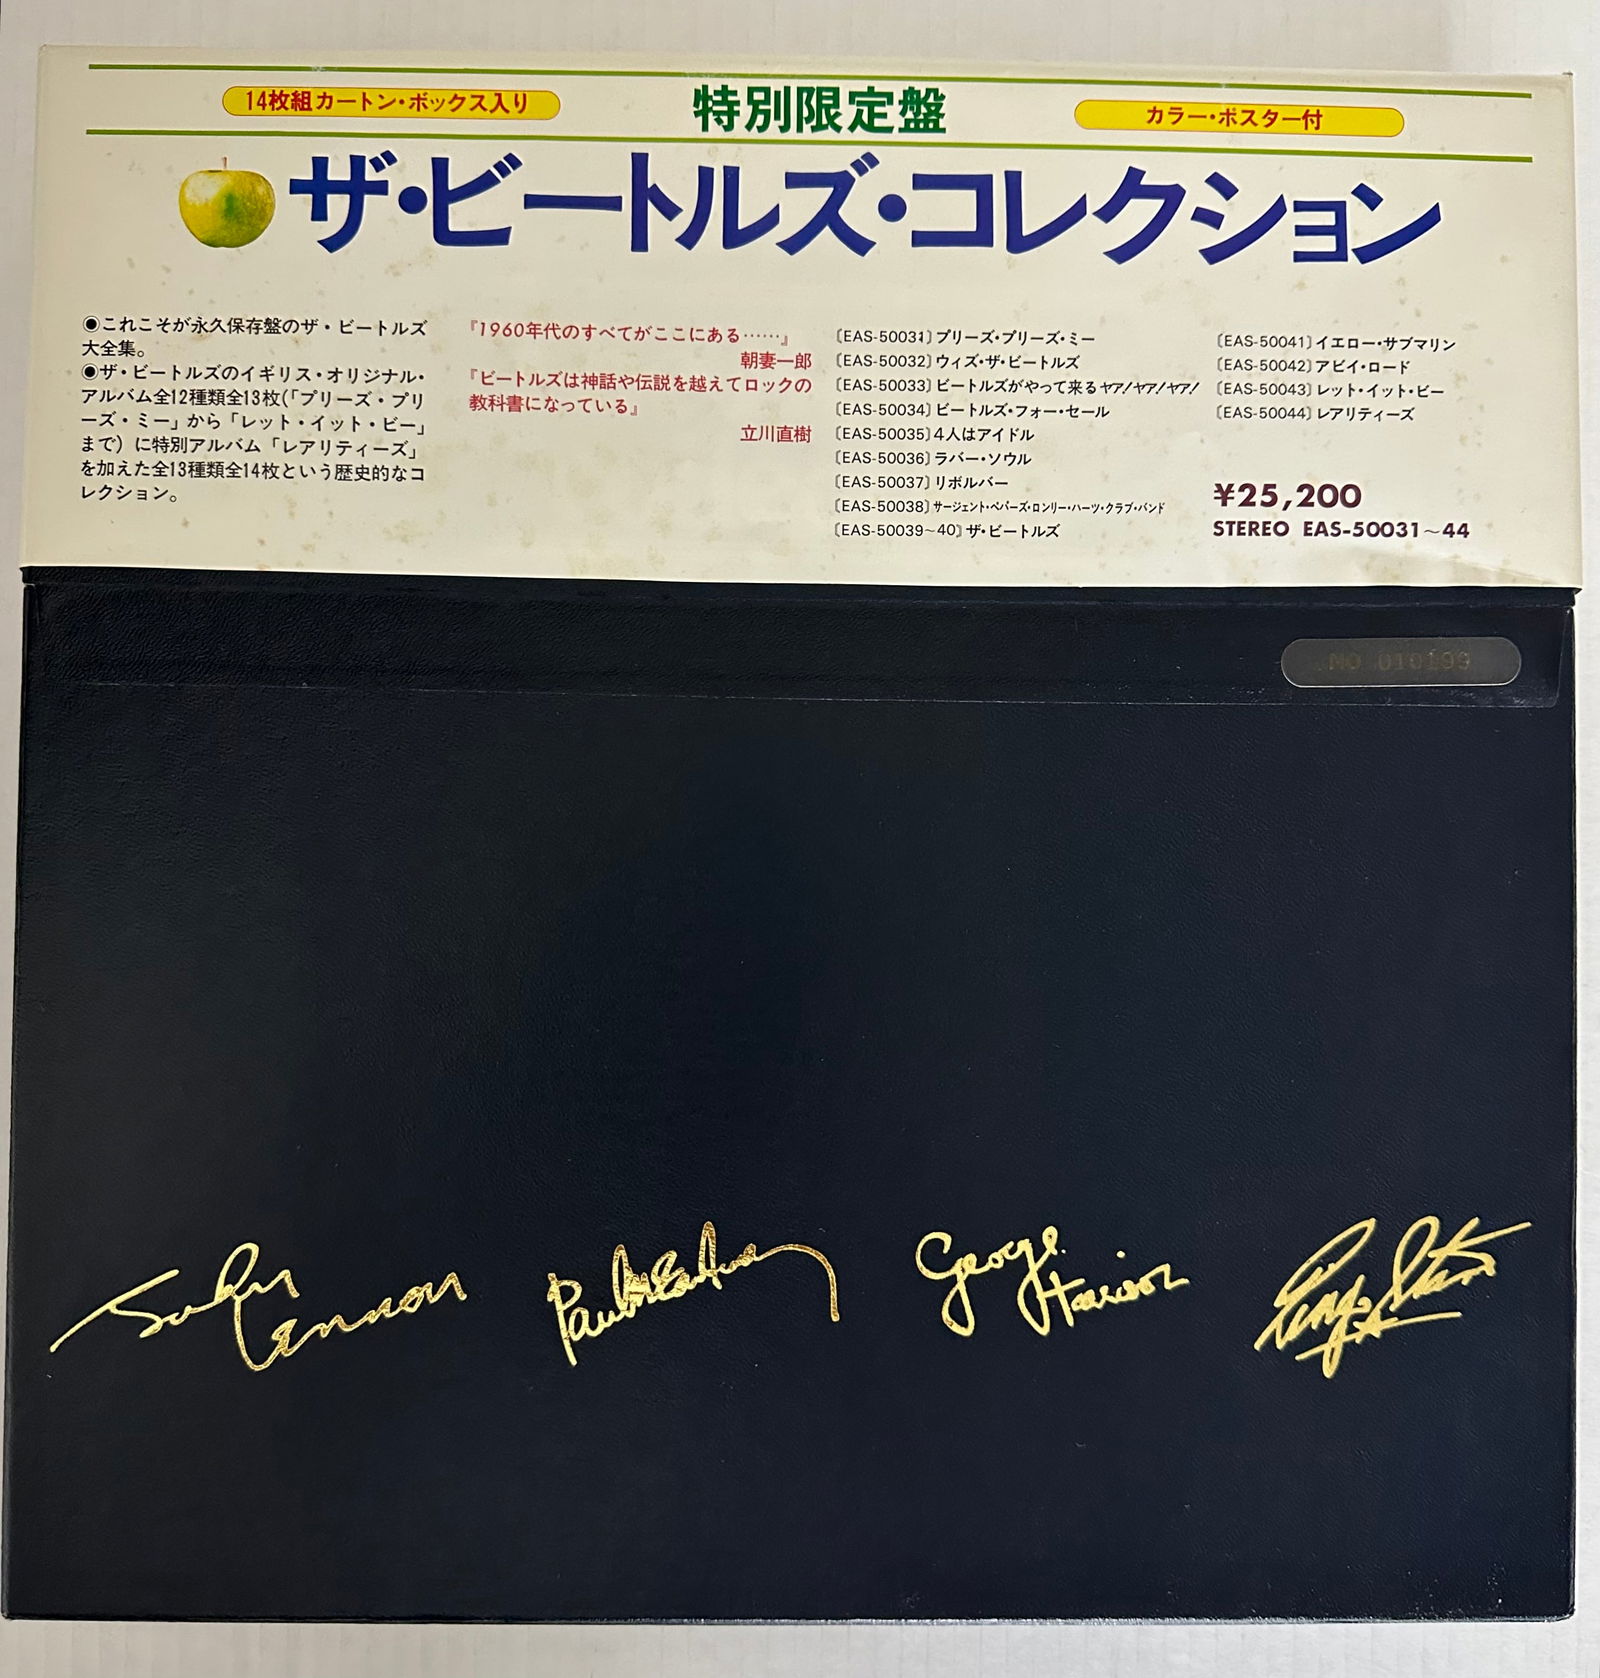 14枚組カートン・ボックス入り
特別限定盤
カラー・ポスター付
ザ・ビートルズ・コレクション
◉これこそが永久保存盤のザ・ビートルズ
大全集。
◉ザ・ビートルズのイギリス・オリジナル・
アルバム全12種類全13枚(「プリーズ・プリ
ーズ・ミー」から「レット・イット・ビー」
まで）に特別アルバム「レアリティーズ」
を加えた全13種類全14枚という歴史的なコ
レクション。
『1960年代のすべてがここにある……』
朝妻一郎
『ビートルズは神話や伝説を越えてロックの
教科書になっている』
立川直樹
〔EAS-50031〕プリーズ・プリーズ・ミー
〔EAS-50032〕ウィズ・ザ・ビートルズ
〔EAS-50033〕ビートルズがやって来るヤア!ヤア!ヤア!
〔EAS-50034〕ビートルズ・フォー・セール
〔EAS-50035〕4人はアイドル
〔EAS-50036〕ラバー・ソウル
〔EAS-50037〕リボルバー
〔EAS-50038〕サージェント・ペパーズ・ロンリー・ハーツ・クラブ・バンド
〔EAS-50039～40〕ザ・ビートルズ
〔EAS-50041〕イエロー・サブマリン
〔EAS-50042〕アビイ・ロード
〔EAS-50043〕レット・イット・ビー
〔EAS-50044〕レアリティーズ
¥25,200
STEREO EAS-50031～44
NO 010199
John Lennon
Paul McCartney
George Harrison
Ringo Starr